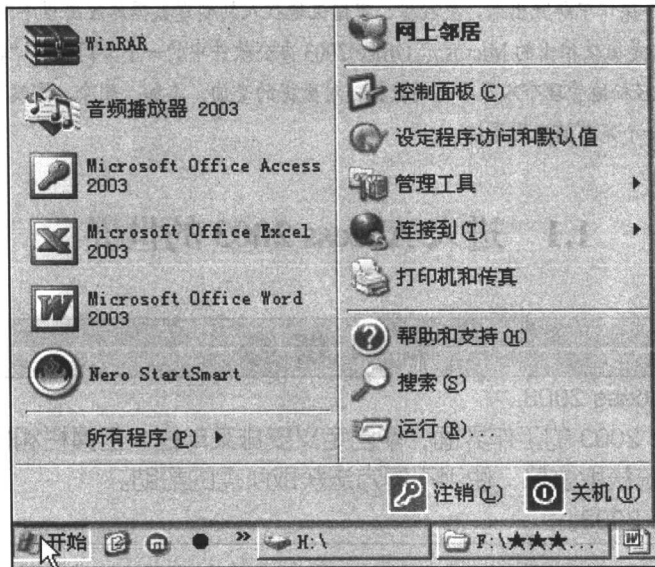 WinRAR
音频播放器 2003
Microsoft Office Access
2003
Microsoft Office Excel
2003
Microsoft Office Word
2003
Nero StartSmart
所有程序(P)
网上邻居
控制面板(C)
设定程序访问和默认值
管理工具
连接到(T)
打印机和传真
帮助和支持(H)
搜索(S)
运行(R)...
注销(L)
关机(U)
开始
H:\
F:\★★★...